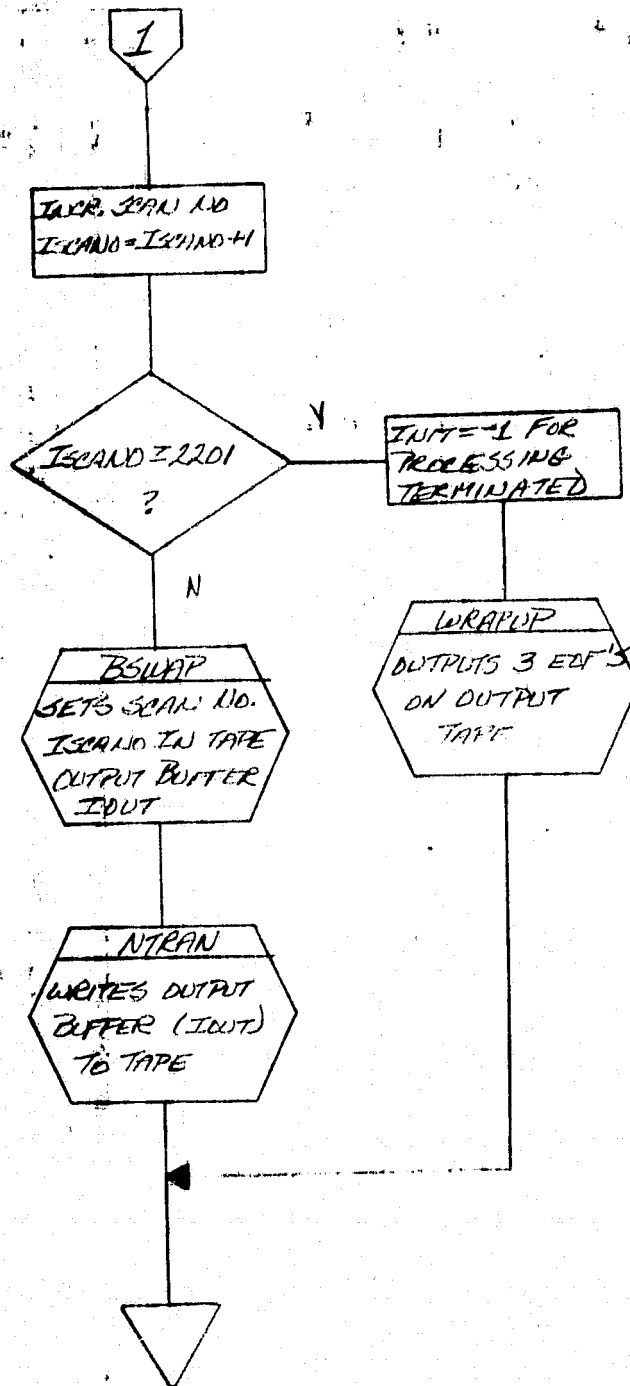 1
INCR. SCAN NO
ISCANO=ISCANO+1
ISCANO=2201
?
Y
N
INIT=-1 FOR
PROCESSING
TERMINATED
BSWAP
SETS SCAN NO.
ISCANO IN TAPE
OUTPUT BUFFER
IOUT
WRAPUP
OUTPUTS 3 EOF'S
ON OUTPUT
TAPE
NTRAN
WRITES OUTPUT
BUFFER (IOUT)
TO TAPE